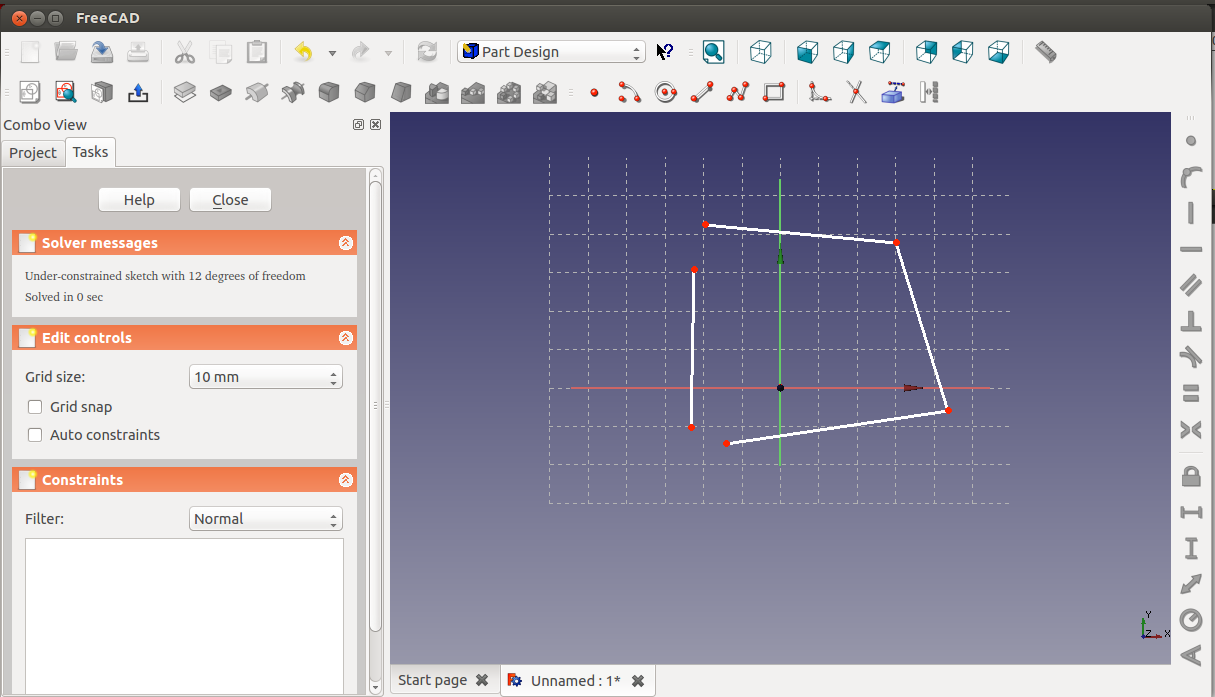 FreeCAD
Part Design
Combo View
Project Tasks
Help Close
Solver messages
Under-constrained sketch with 12 degrees of freedom
Solved in 0 sec
Edit controls
Grid size: 10 mm
Grid snap
Auto constraints
Constraints
Filter: Normal
Y
Z X
Start page Unnamed : 1*